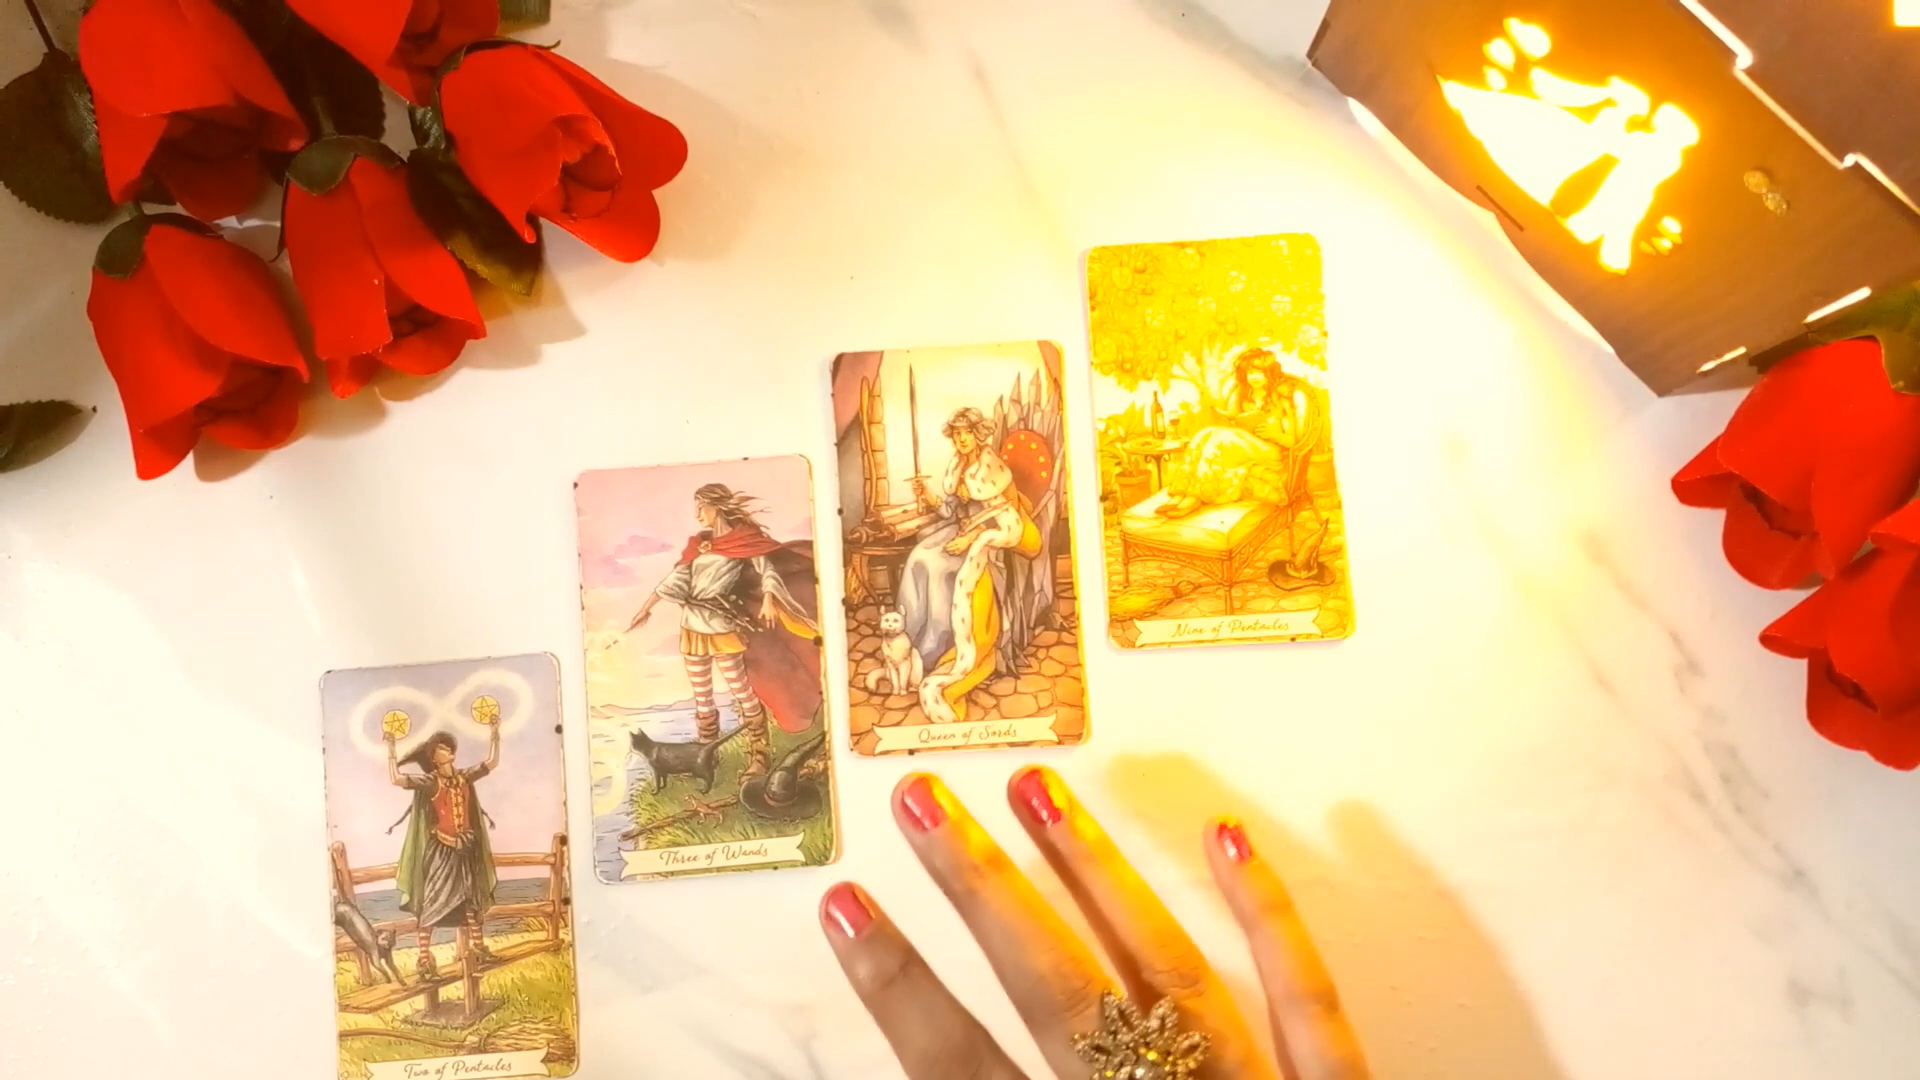 Two of Pentacles
Three of Wands
Queen of Swords
Nine of Pentacles